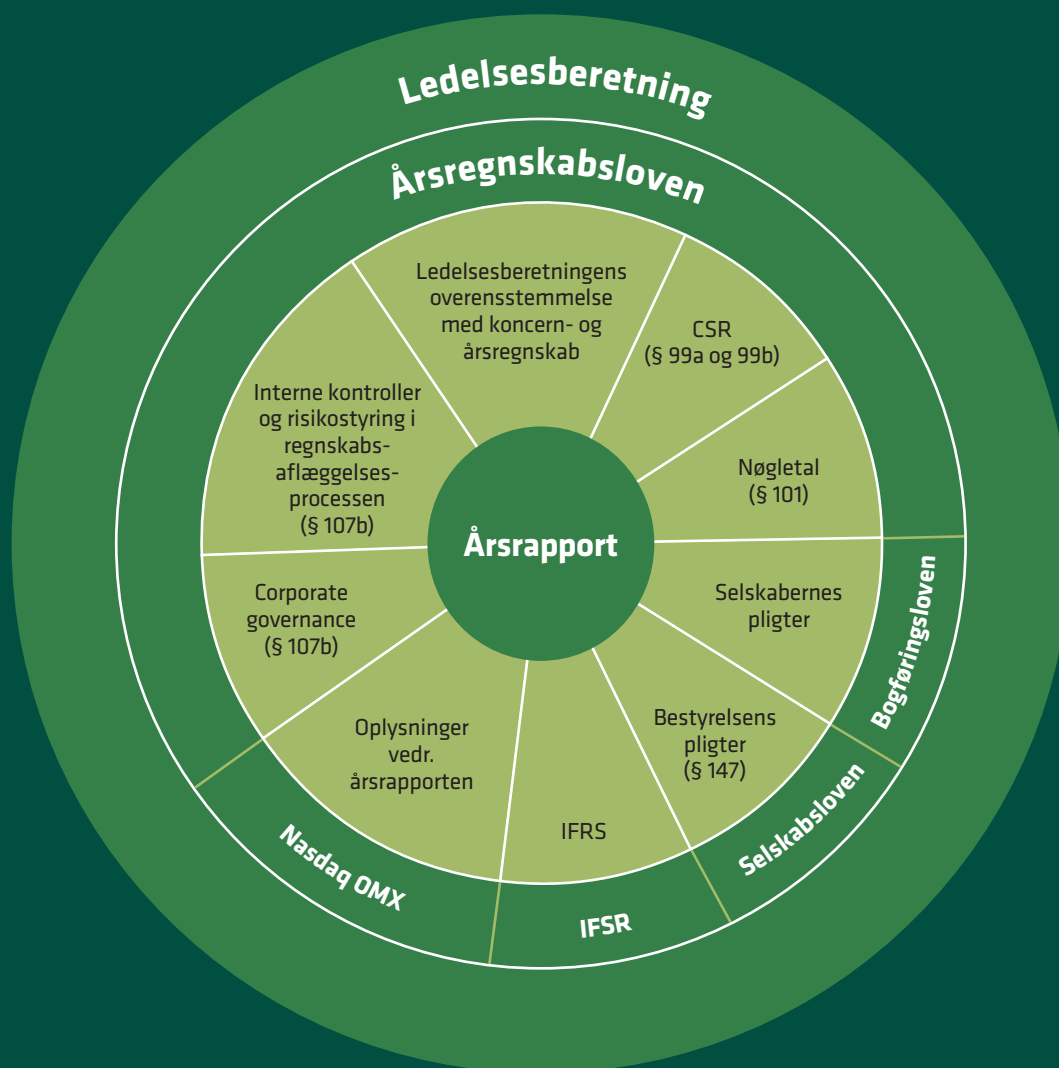 Ledelsesberetning
Årsregnskabsloven
Ledelsesberetningens
overensstemmelse
med koncern- og
årsregnskab
CSR
(§ 99a og 99b)
Nøgletal
(§ 101)
Selskabernes
pligter
Bestyrelsens
pligter
(§ 147)
IFRS
Oplysninger
vedr.
årsrapporten
Corporate
governance
(§ 107b)
Interne kontroller
og risikostyring i
regnskabs-
aflæggelses-
processen
(§ 107b)
Årsrapport
Bogføringsloven
Selskabsloven
IFSR
Nasdaq OMX